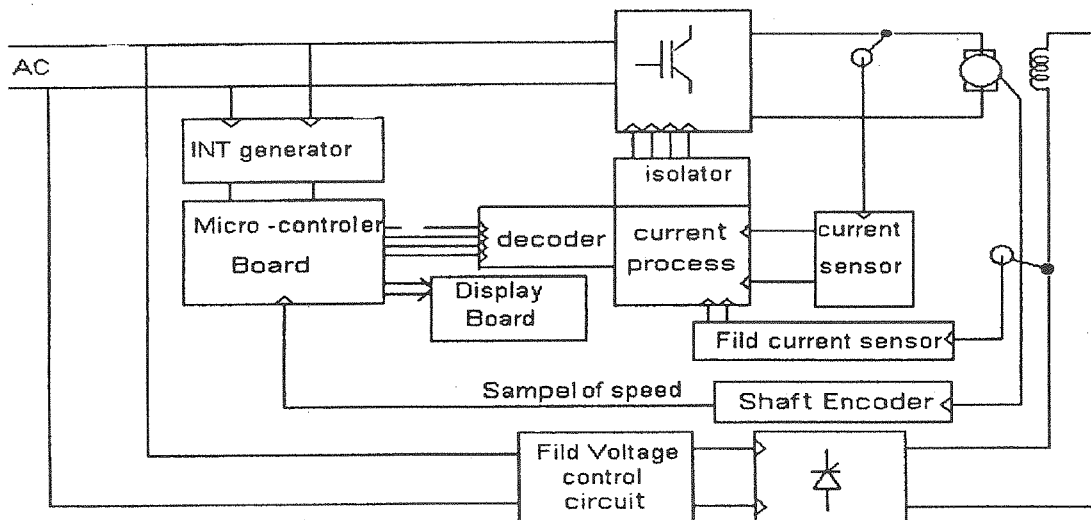 AC
INT generator
isolator
Micro -controler
Board
decoder
current
process
current
sensor
Display
Board
Fild current sensor
Sampel of speed
Shaft Encoder
Fild Voltage
control
circuit